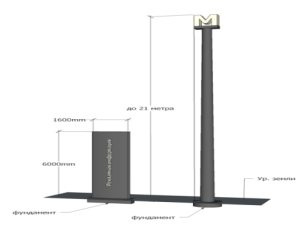 М
до 21 метра
1600mm
6000mm
Ур. земли
фундамент
фундамент